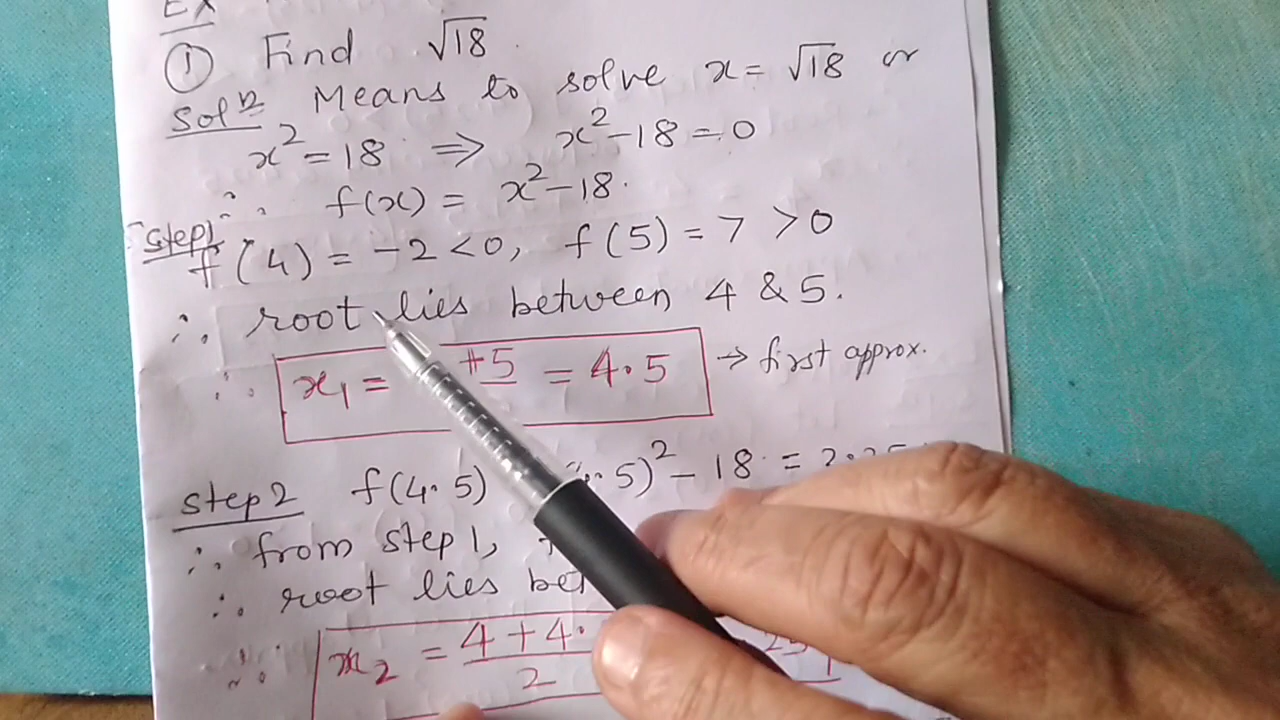 Ex
① Find √18.
Solⁿ Means to solve x = √18 or
x² = 18 ⇒ x² - 18 = 0
∴ f(x) = x² - 18.
Step1:
f(4) = -2 < 0, f(5) = 7 > 0
∴ root lies between 4 & 5.
∴ x₁ = +5 = 4.5 → first approx.
step2 f(4.5) .5)² - 18 =
∴ from step 1,
∴ root lies
∴ x₂ = 4 + 4. / 2